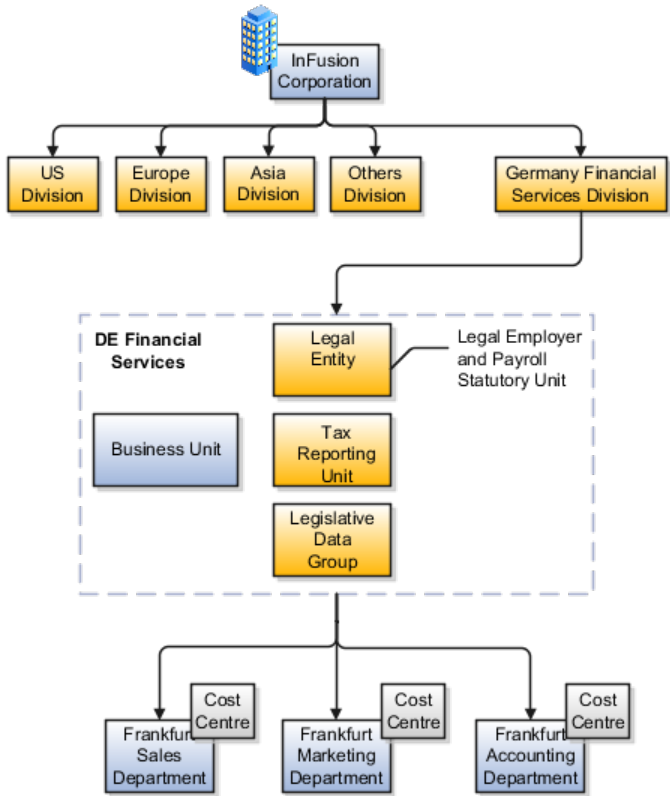 InFusion
Corporation
US
Division
Europe
Division
Asia
Division
Others
Division
Germany Financial
Services Division
DE Financial
Services
Legal
Entity
Legal Employer
and Payroll
Statutory Unit
Business Unit
Tax
Reporting
Unit
Legislative
Data
Group
Cost
Centre
Frankfurt
Sales
Department
Cost
Centre
Frankfurt
Marketing
Department
Cost
Centre
Frankfurt
Accounting
Department